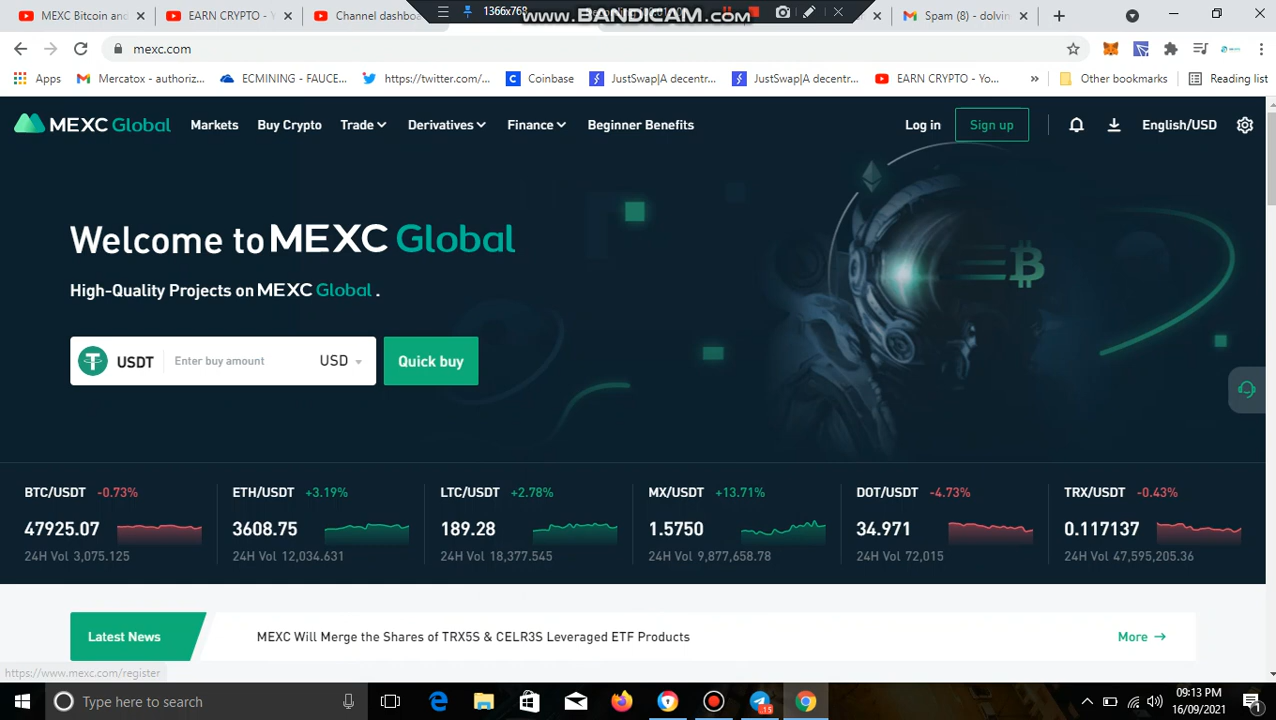 MEXC Bitcoin an
EARN CRYPTO - Y
Channel dashboa
1366x768
www.BANDICAM.com
Spam (8) - dolvin
mexc.com
Apps
Mercatox - authoriz...
ECMINING - FAUCE...
https://twitter.com/...
Coinbase
JustSwap|A decentr...
JustSwap|A decentr...
EARN CRYPTO - Yo...
»
Other bookmarks
Reading list
MEXC Global
Markets
Buy Crypto
Trade
Derivatives
Finance
Beginner Benefits
Log in
Sign up
English/USD
Welcome to MEXC Global
High-Quality Projects on MEXC Global .
USDT
Enter buy amount
USD
Quick buy
BTC/USDT -0.73%
47925.07
24H Vol 3,075.125
ETH/USDT +3.19%
3608.75
24H Vol 12,034.631
LTC/USDT +2.78%
189.28
24H Vol 18,377.545
MX/USDT +13.71%
1.5750
24H Vol 9,877,658.78
DOT/USDT -4.73%
34.971
24H Vol 72,015
TRX/USDT -0.43%
0.117137
24H Vol 47,595,205.36
Latest News
MEXC Will Merge the Shares of TRX5S & CELR3S Leveraged ETF Products
More →
https://www.mexc.com/register
Type here to search
15
09:13 PM
16/09/2021
1